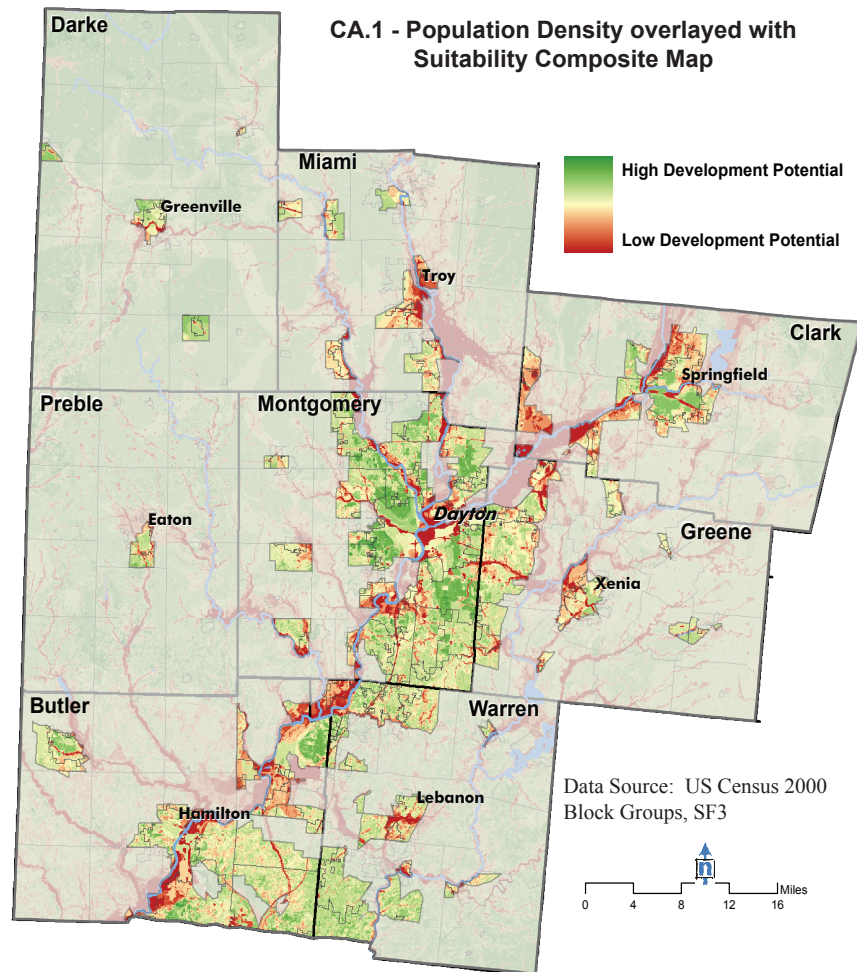 Darke
CA.1 - Population Density overlayed with
Suitability Composite Map
Miami
High Development Potential
Greenville
Low Development Potential
Troy
Clark
Springfield
Preble
Montgomery
Dayton
Eaton
Greene
Xenia
Butler
Warren
Data Source: US Census 2000
Block Groups, SF3
Lebanon
Hamilton
n
Miles
0 4 8 12 16